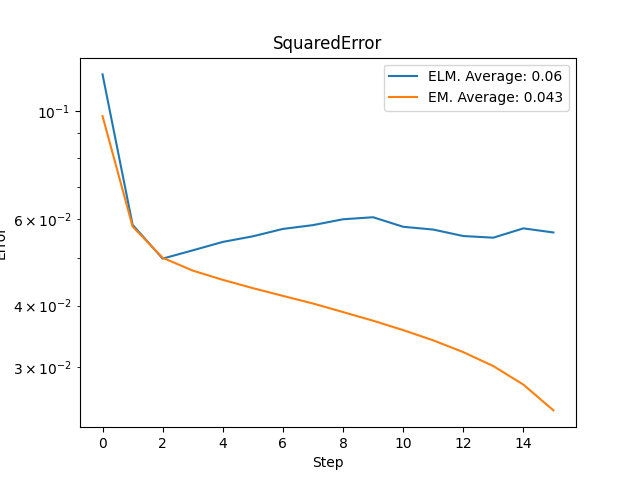 SquaredError
ELM. Average: 0.06
EM. Average: 0.043
10⁻¹
6 × 10⁻²
4 × 10⁻²
3 × 10⁻²
Error
0 2 4 6 8 10 12 14
Step